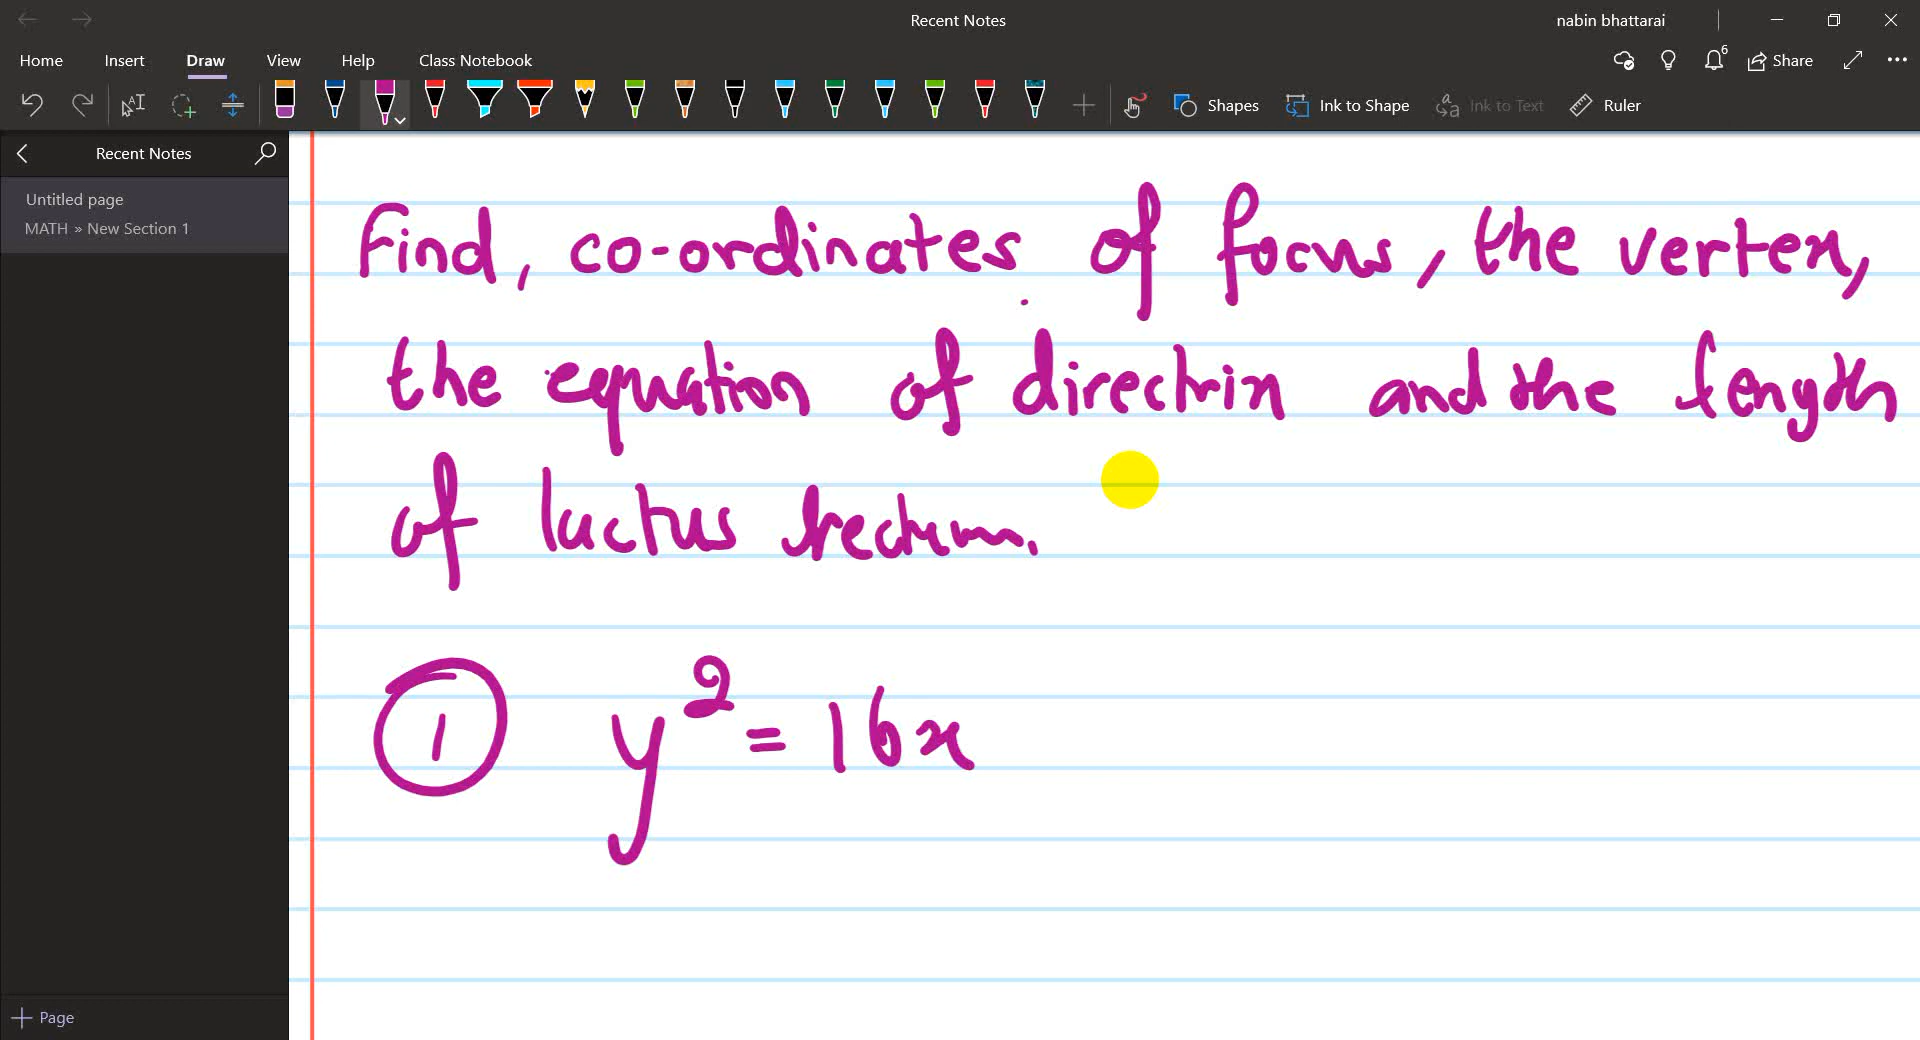 Recent Notes
nabin bhattarai
Home Insert Draw View Help Class Notebook
6
Share
Shapes Ink to Shape Ink to Text Ruler
Recent Notes
Untitled page
MATH » New Section 1
Find, co-ordinates of focus, the vertex,
the equation of directrix and the length
of luctus rectum.
1 y² = 16x
Page